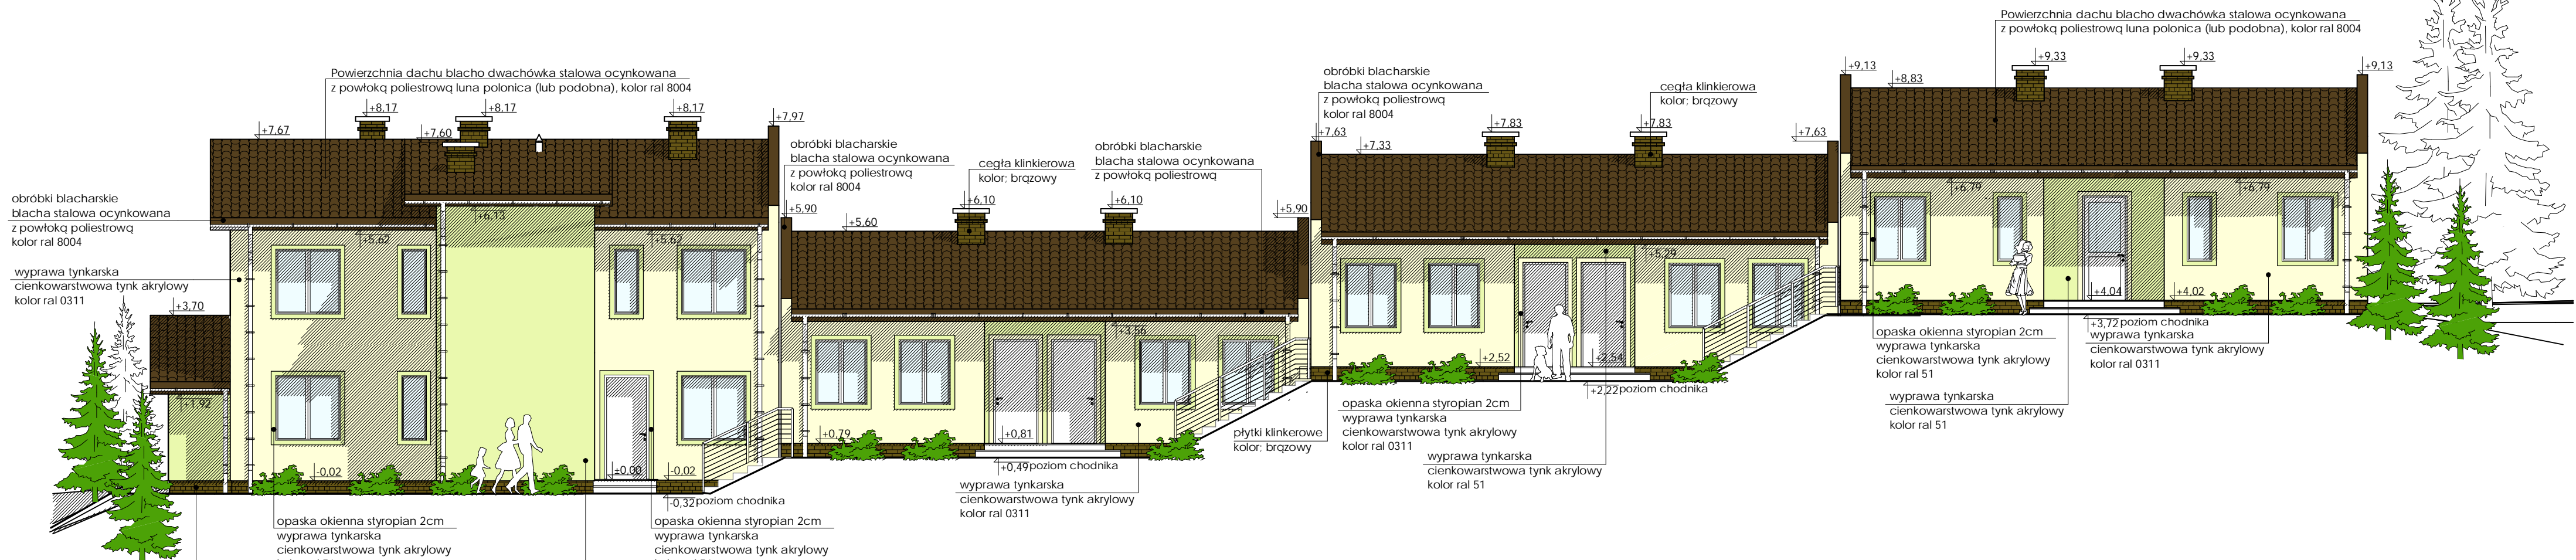 Powierzchnia dachu blacho dwachówka stalowa ocynkowana
z powłoką poliestrową luna polonica (lub podobna), kolor ral 8004
+8,17
+8,17
+8,17
+7,67
+7,60
+7,97
obróbki blacharskie
blacha stalowa ocynkowana
z powłoką poliestrową
kolor ral 8004
wyprawa tynkarska
cienkowarstwowa tynk akrylowy
kolor ral 0311
+3,70
+1,92
+6,13
+5,62
+5,62
-0,02
+0,00
-0,02
-0,32 poziom chodnika
opaska okienna styropian 2cm
wyprawa tynkarska
cienkowarstwowa tynk akrylowy
opaska okienna styropian 2cm
wyprawa tynkarska
cienkowarstwowa tynk akrylowy
obróbki blacharskie
blacha stalowa ocynkowana
z powłoką poliestrową
kolor ral 8004
cegła klinkierowa
kolor; brązowy
obróbki blacharskie
blacha stalowa ocynkowana
z powłoką poliestrową
+5,90
+5,60
+6,10
+6,10
+5,90
+3,56
+0,79
+0,81
+0,49 poziom chodnika
wyprawa tynkarska
cienkowarstwowa tynk akrylowy
kolor ral 0311
obróbki blacharskie
blacha stalowa ocynkowana
z powłoką poliestrową
kolor ral 8004
cegła klinkierowa
kolor; brązowy
+7,63
+7,33
+7,83
+7,83
+7,63
+5,29
+2,52
+2,54
+2,22 poziom chodnika
płytki klinkerowe
kolor; brązowy
opaska okienna styropian 2cm
wyprawa tynkarska
cienkowarstwowa tynk akrylowy
kolor ral 0311
wyprawa tynkarska
cienkowarstwowa tynk akrylowy
kolor ral 51
Powierzchnia dachu blacho dwachówka stalowa ocynkowana
z powłoką poliestrową luna polonica (lub podobna), kolor ral 8004
+9,13
+8,83
+9,33
+9,33
+9,13
+6,79
+6,79
+4,04
+4,02
+3,72 poziom chodnika
opaska okienna styropian 2cm
wyprawa tynkarska
cienkowarstwowa tynk akrylowy
kolor ral 51
wyprawa tynkarska
cienkowarstwowa tynk akrylowy
kolor ral 0311
wyprawa tynkarska
cienkowarstwowa tynk akrylowy
kolor ral 51